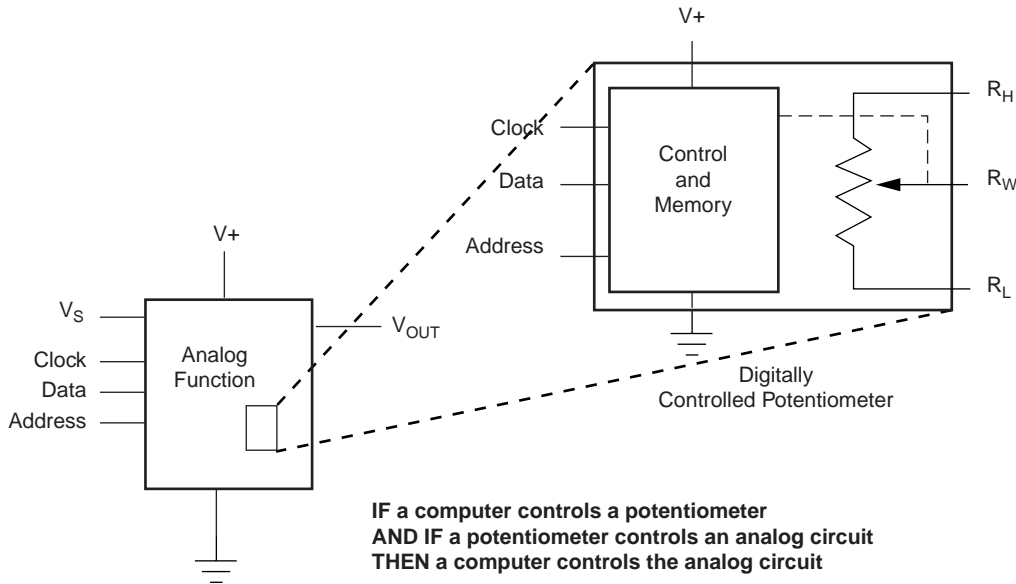 V+
Clock
Data
Address
Control
and
Memory
R_H
R_W
R_L
V+
V_S
Clock
Data
Address
Analog
Function
V_OUT
Digitally
Controlled Potentiometer
IF a computer controls a potentiometer
AND IF a potentiometer controls an analog circuit
THEN a computer controls the analog circuit